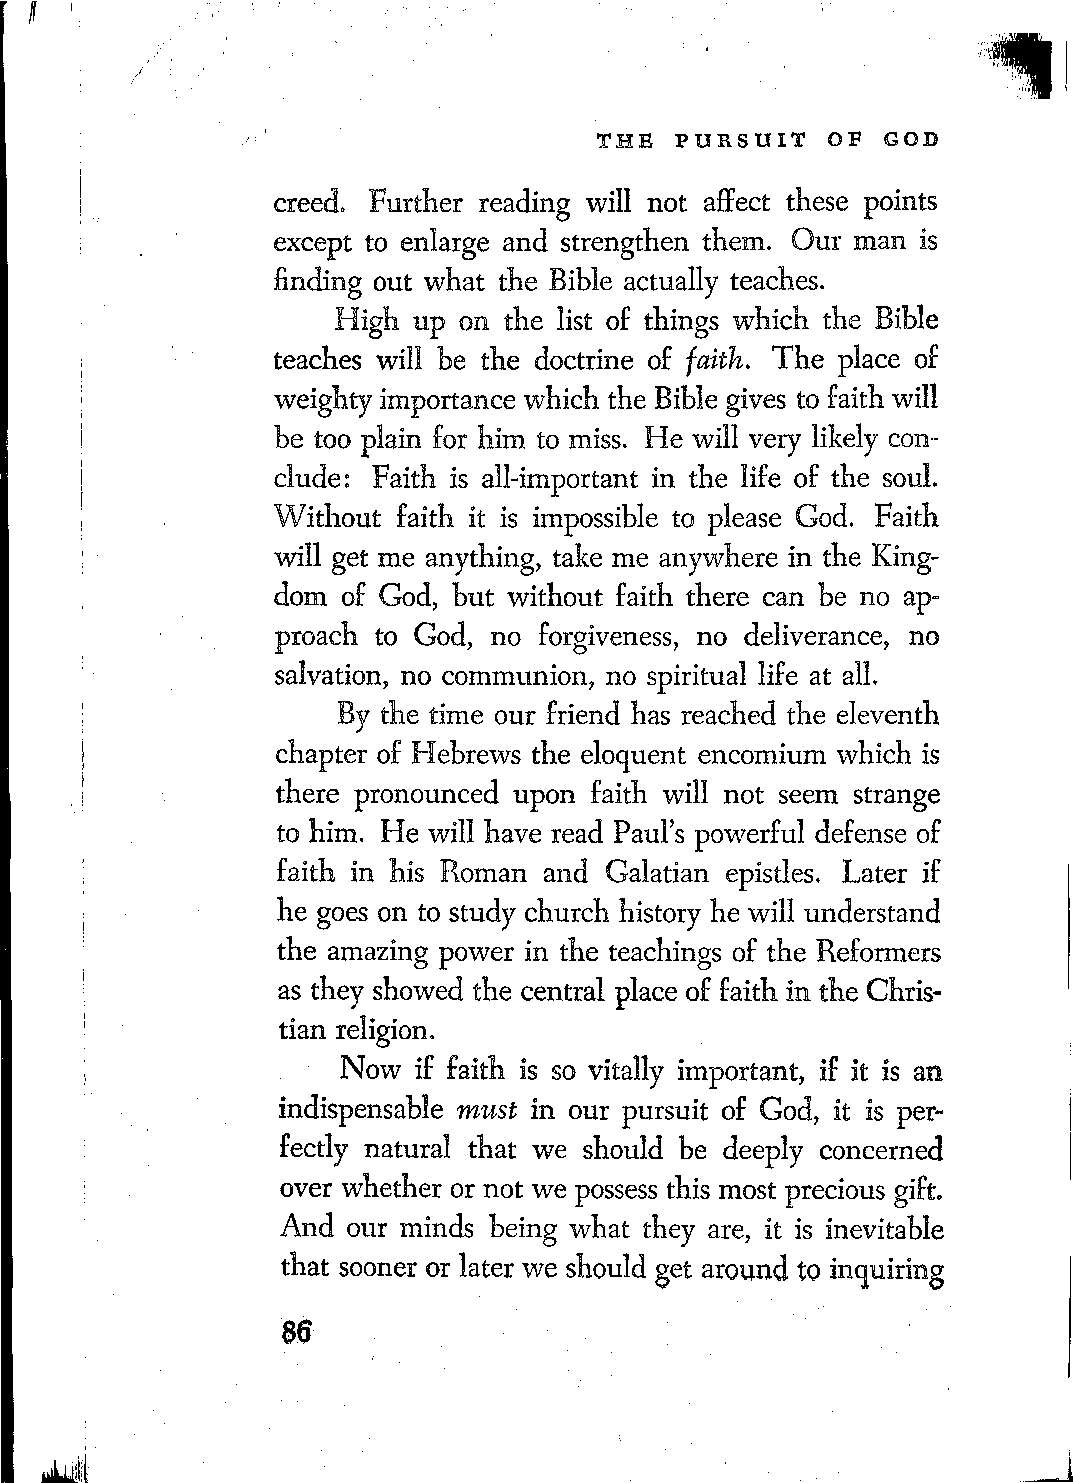 THE PURSUIT OF GOD
creed. Further reading will not affect these points
except to enlarge and strengthen them. Our man is
finding out what the Bible actually teaches.
High up on the list of things which the Bible
teaches will be the doctrine of faith. The place of
weighty importance which the Bible gives to faith will
be too plain for him to miss. He will very likely con-
clude: Faith is all-important in the life of the soul.
Without faith it is impossible to please God. Faith
will get me anything, take me anywhere in the King-
dom of God, but without faith there can be no ap-
proach to God, no forgiveness, no deliverance, no
salvation, no communion, no spiritual life at all.
By the time our friend has reached the eleventh
chapter of Hebrews the eloquent encomium which is
there pronounced upon faith will not seem strange
to him. He will have read Paul's powerful defense of
faith in his Roman and Galatian epistles. Later if
he goes on to study church history he will understand
the amazing power in the teachings of the Reformers
as they showed the central place of faith in the Chris-
tian religion.
Now if faith is so vitally important, if it is an
indispensable must in our pursuit of God, it is per-
fectly natural that we should be deeply concerned
over whether or not we possess this most precious gift.
And our minds being what they are, it is inevitable
that sooner or later we should get around to inquiring
86